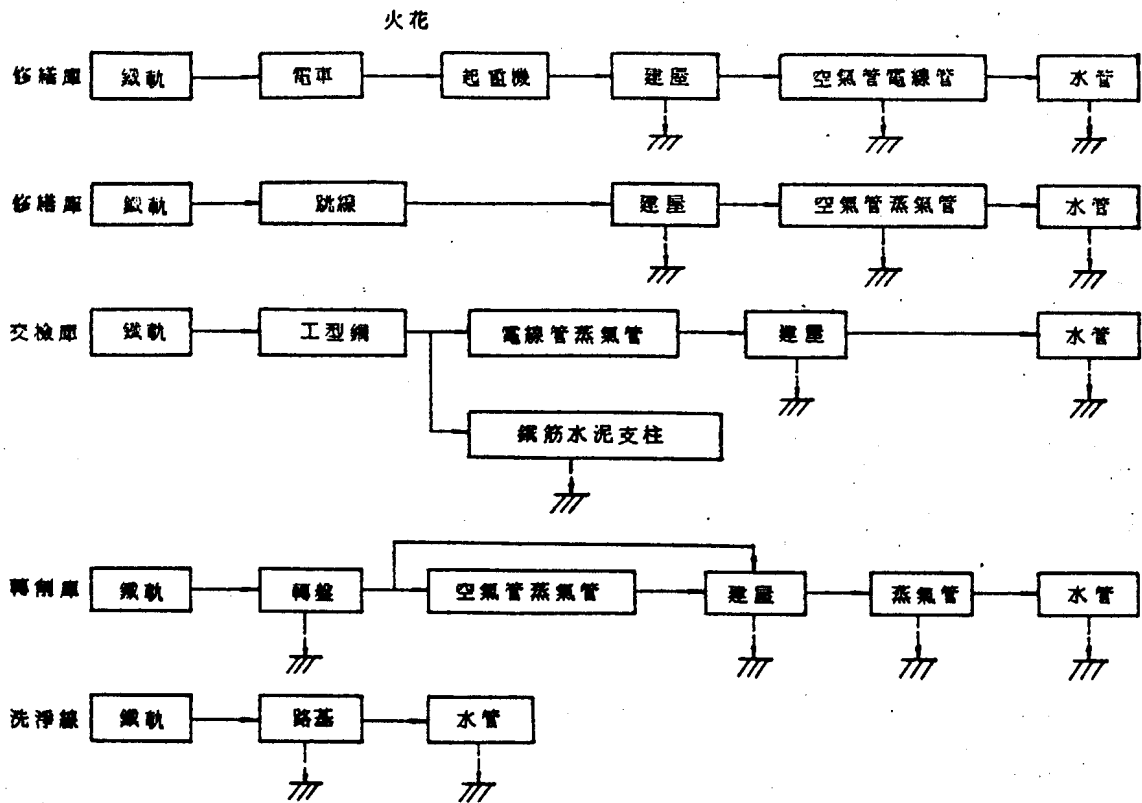 火花
修繕庫 鐵軌 電車 起重機 建屋 空氣管電線管 水管
修繕庫 鐵軌 跳線 建屋 空氣管蒸氣管 水管
交檢庫 鐵軌 工型鋼 電線管蒸氣管 建屋 水管
鋼筋水泥支柱
轉削庫 鐵軌 轉盤 空氣管蒸氣管 建屋 蒸氣管 水管
洗淨線 鐵軌 路基 水管